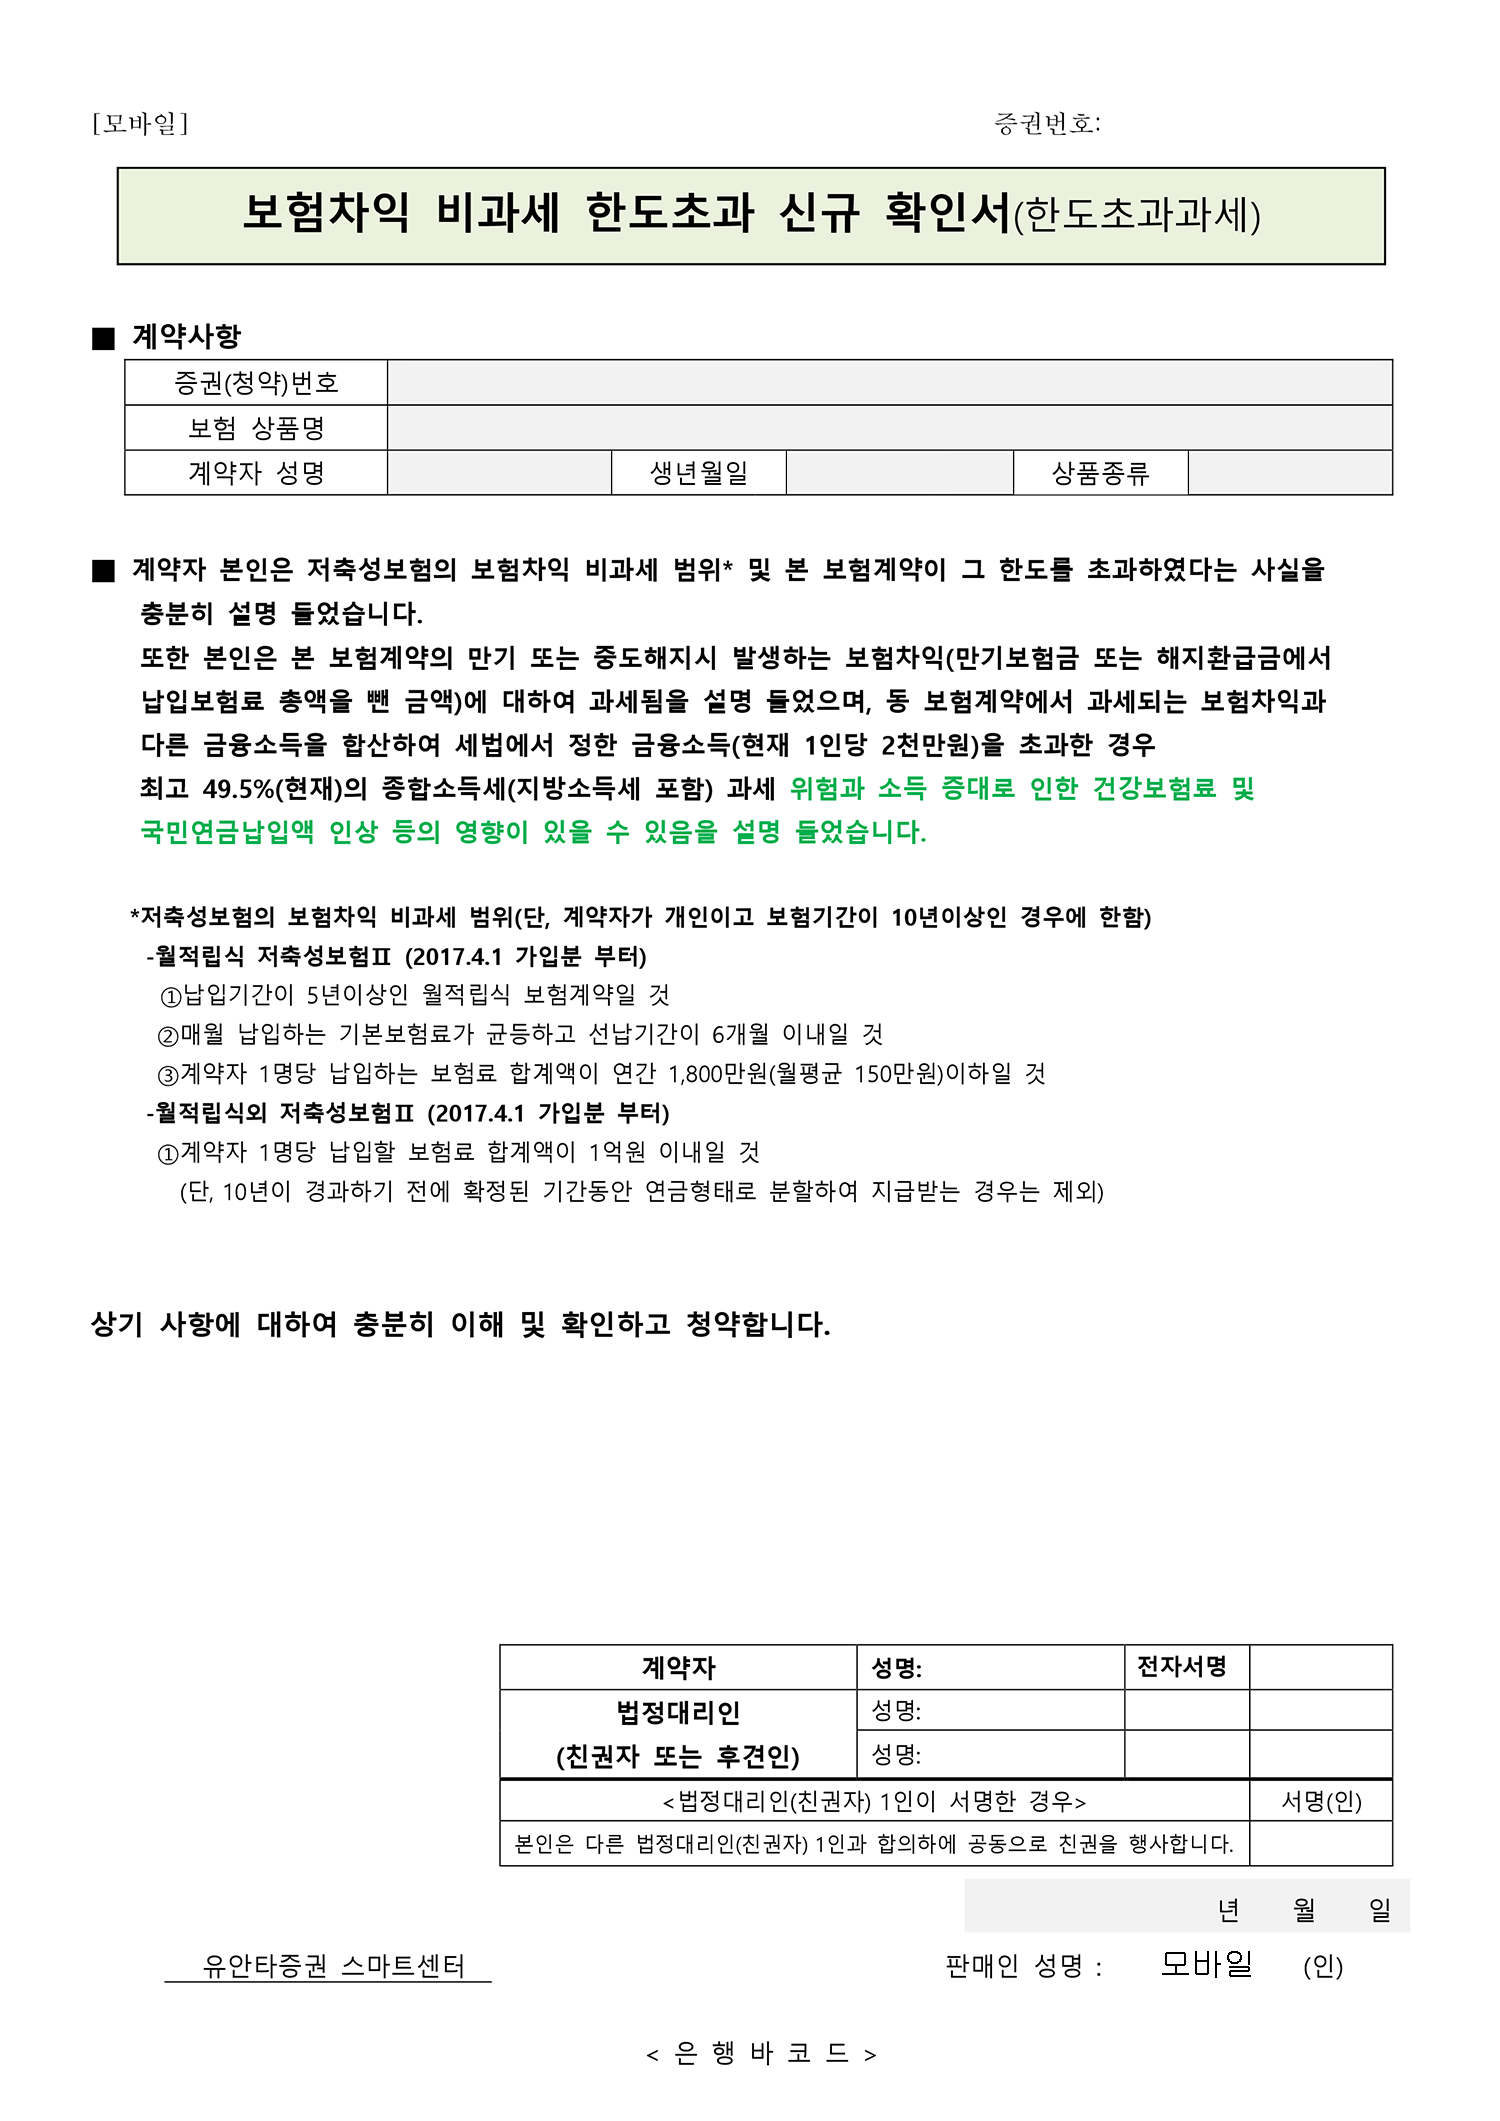 [모바일] 증권번호:
보험차익 비과세 한도초과 신규 확인서(한도초과과세)
■ 계약사항
증권(청약)번호
보험 상품명
계약자 성명 생년월일 상품종류
■ 계약자 본인은 저축성보험의 보험차익 비과세 범위* 및 본 보험계약이 그 한도를 초과하였다는 사실을
충분히 설명 들었습니다.
또한 본인은 본 보험계약의 만기 또는 중도해지시 발생하는 보험차익(만기보험금 또는 해지환급금에서
납입보험료 총액을 뺀 금액)에 대하여 과세됨을 설명 들었으며, 동 보험계약에서 과세되는 보험차익과
다른 금융소득을 합산하여 세법에서 정한 금융소득(현재 1인당 2천만원)을 초과한 경우
최고 49.5%(현재)의 종합소득세(지방소득세 포함) 과세 위험과 소득 증대로 인한 건강보험료 및
국민연금납입액 인상 등의 영향이 있을 수 있음을 설명 들었습니다.
*저축성보험의 보험차익 비과세 범위(단, 계약자가 개인이고 보험기간이 10년이상인 경우에 한함)
-월적립식 저축성보험Ⅱ (2017.4.1 가입분 부터)
①납입기간이 5년이상인 월적립식 보험계약일 것
②매월 납입하는 기본보험료가 균등하고 선납기간이 6개월 이내일 것
③계약자 1명당 납입하는 보험료 합계액이 연간 1,800만원(월평균 150만원)이하일 것
-월적립식외 저축성보험Ⅱ (2017.4.1 가입분 부터)
①계약자 1명당 납입할 보험료 합계액이 1억원 이내일 것
(단, 10년이 경과하기 전에 확정된 기간동안 연금형태로 분할하여 지급받는 경우는 제외)
상기 사항에 대하여 충분히 이해 및 확인하고 청약합니다.
계약자 성명: 전자서명
법정대리인 성명:
(친권자 또는 후견인) 성명:
<법정대리인(친권자) 1인이 서명한 경우> 서명(인)
본인은 다른 법정대리인(친권자) 1인과 합의하에 공동으로 친권을 행사합니다.
년 월 일
유안타증권 스마트센터 판매인 성명 : 모바일 (인)
< 은 행 바 코 드 >